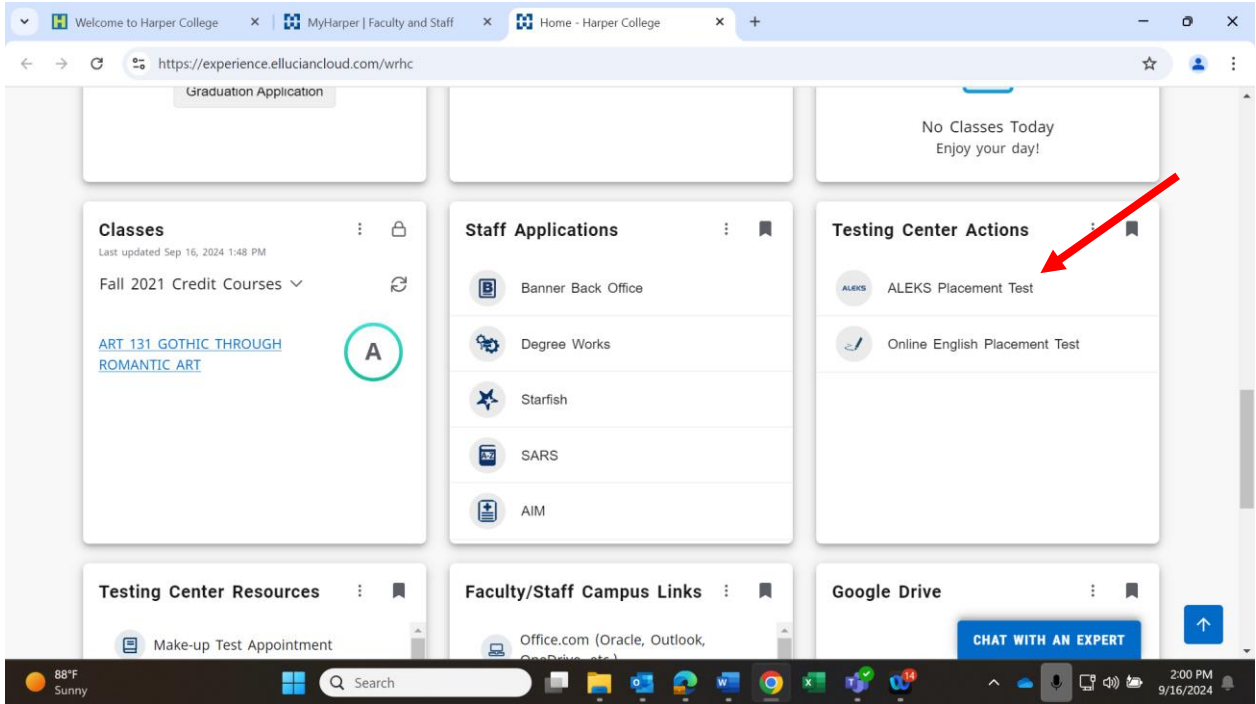 Welcome to Harper College
MyHarper | Faculty and Staff
Home - Harper College
https://experience.elluciancloud.com/wrhc
Graduation Application
No Classes Today
Enjoy your day!
Classes
Last updated Sep 16, 2024 1:48 PM
Fall 2021 Credit Courses
ART 131 GOTHIC THROUGH
ROMANTIC ART
A
Staff Applications
Banner Back Office
Degree Works
Starfish
SARS
AIM
Testing Center Actions
ALEKS
ALEKS Placement Test
Online English Placement Test
Testing Center Resources
Make-up Test Appointment
Faculty/Staff Campus Links
Office.com (Oracle, Outlook,
OneDrive, etc.)
Google Drive
CHAT WITH AN EXPERT
88°F
Sunny
Search
2:00 PM
9/16/2024